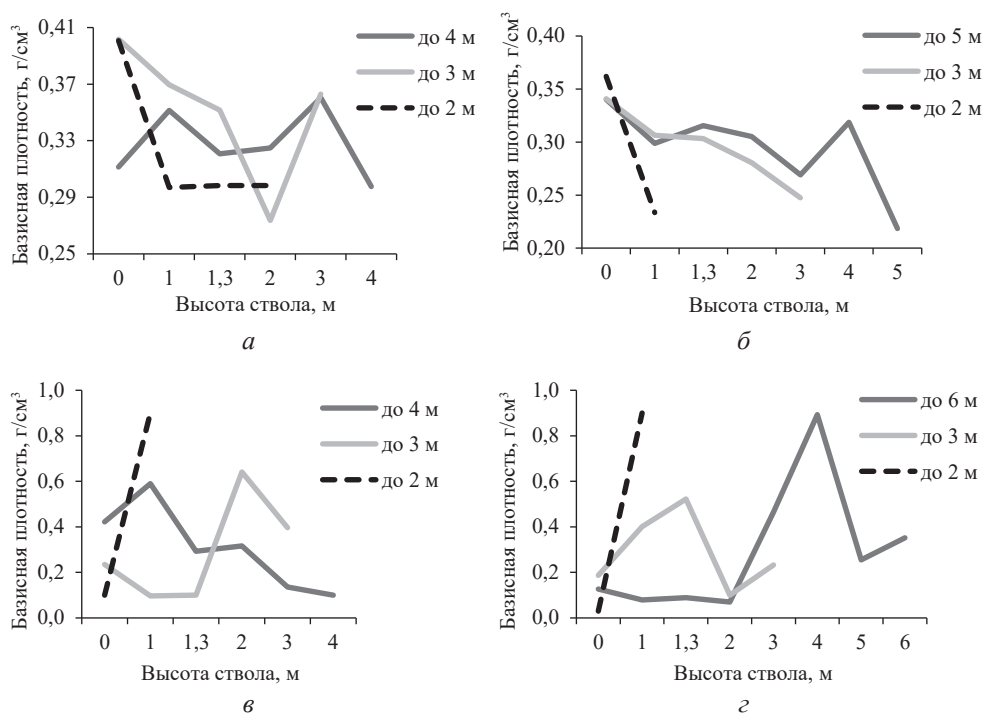 Базисная плотность, г/см³
0,41
0,37
0,33
0,29
0,25
0 1 1,3 2 3 4
Высота ствола, м
до 4 м
до 3 м
до 2 м
а
Базисная плотность, г/см³
0,40
0,35
0,30
0,25
0,20
0 1 1,3 2 3 4 5
Высота ствола, м
до 5 м
до 3 м
до 2 м
б
Базисная плотность, г/см³
1,0
0,8
0,6
0,4
0,2
0,0
0 1 1,3 2 3 4
Высота ствола, м
до 4 м
до 3 м
до 2 м
в
Базисная плотность, г/см³
1,0
0,8
0,6
0,4
0,2
0,0
0 1 1,3 2 3 4 5 6
Высота ствола, м
до 6 м
до 3 м
до 2 м
г